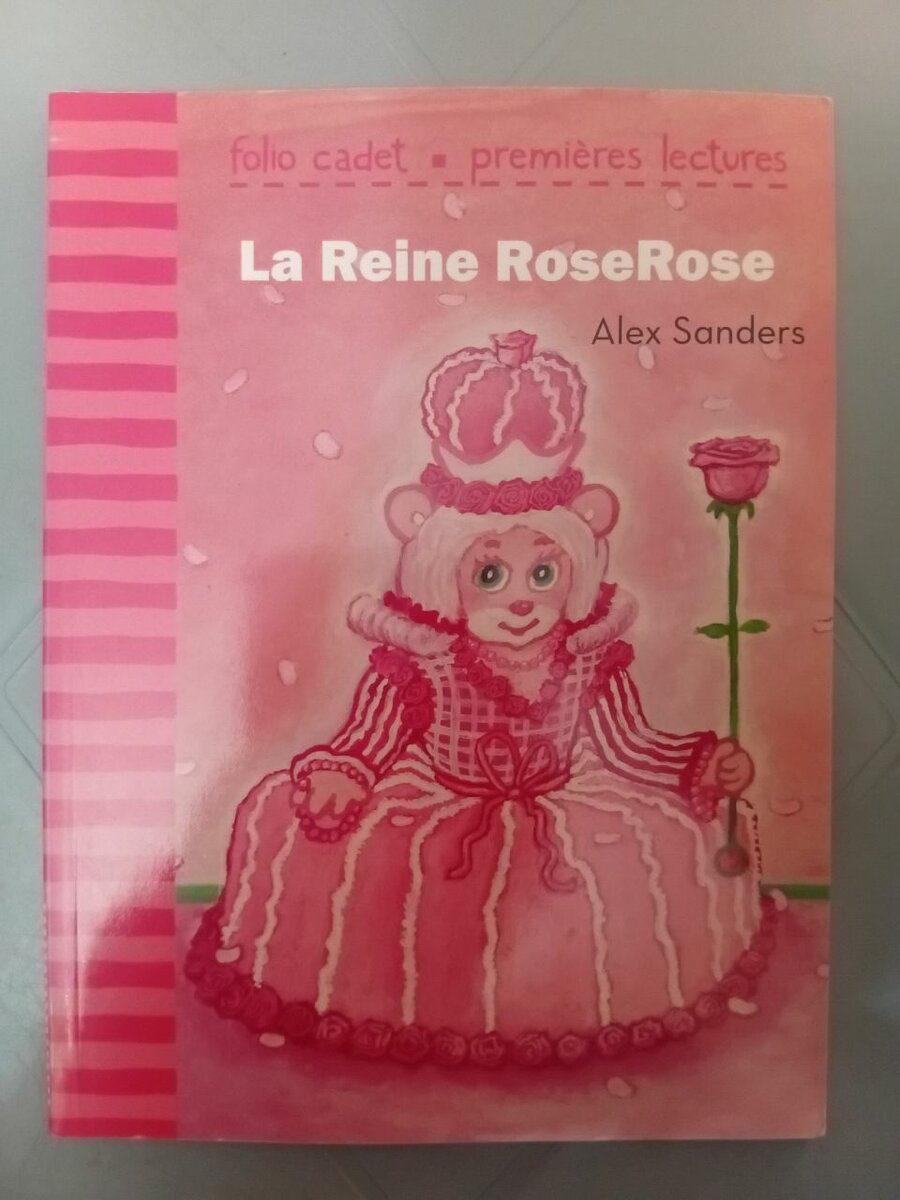 folio cadet ▪ premières lectures
La Reine RoseRose
Alex Sanders